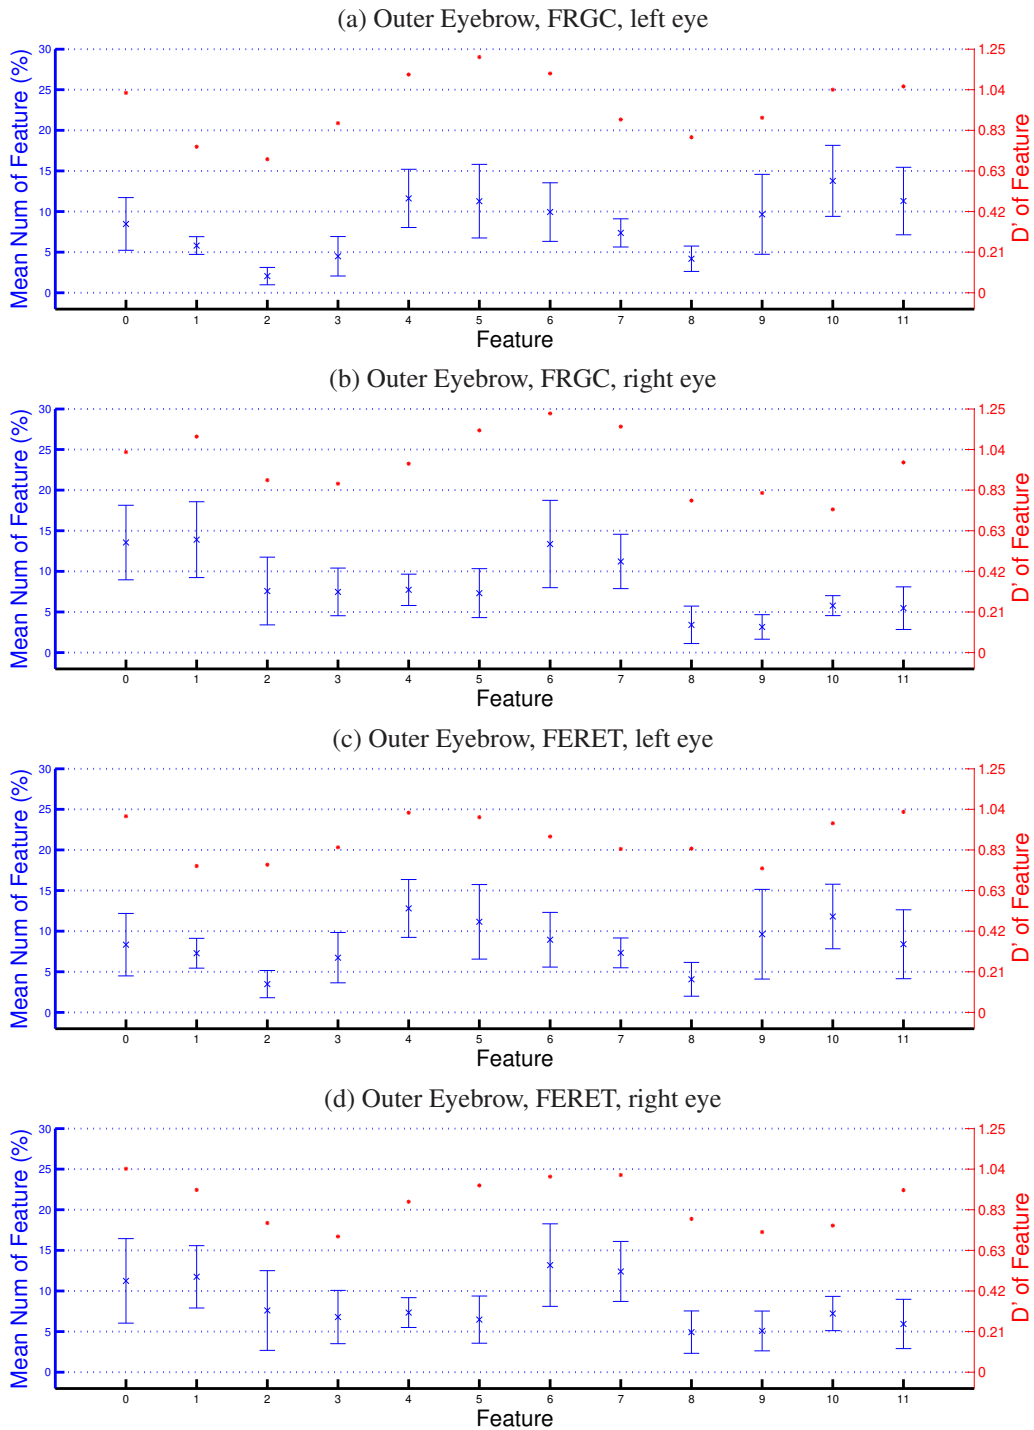 (a) Outer Eyebrow, FRGC, left eye
Mean Num of Feature (%)
30
25
20
15
10
5
0
1.25
1.04
0.83
0.63
0.42
0.21
0
D' of Feature
0 1 2 3 4 5 6 7 8 9 10 11
Feature
(b) Outer Eyebrow, FRGC, right eye
Mean Num of Feature (%)
30
25
20
15
10
5
0
1.25
1.04
0.83
0.63
0.42
0.21
0
D' of Feature
0 1 2 3 4 5 6 7 8 9 10 11
Feature
(c) Outer Eyebrow, FERET, left eye
Mean Num of Feature (%)
30
25
20
15
10
5
0
1.25
1.04
0.83
0.63
0.42
0.21
0
D' of Feature
0 1 2 3 4 5 6 7 8 9 10 11
Feature
(d) Outer Eyebrow, FERET, right eye
Mean Num of Feature (%)
30
25
20
15
10
5
0
1.25
1.04
0.83
0.63
0.42
0.21
0
D' of Feature
0 1 2 3 4 5 6 7 8 9 10 11
Feature